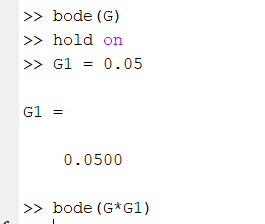 >> bode(G)
>> hold on
>> G1 = 0.05
G1 =
0.0500
>> bode(G*G1)